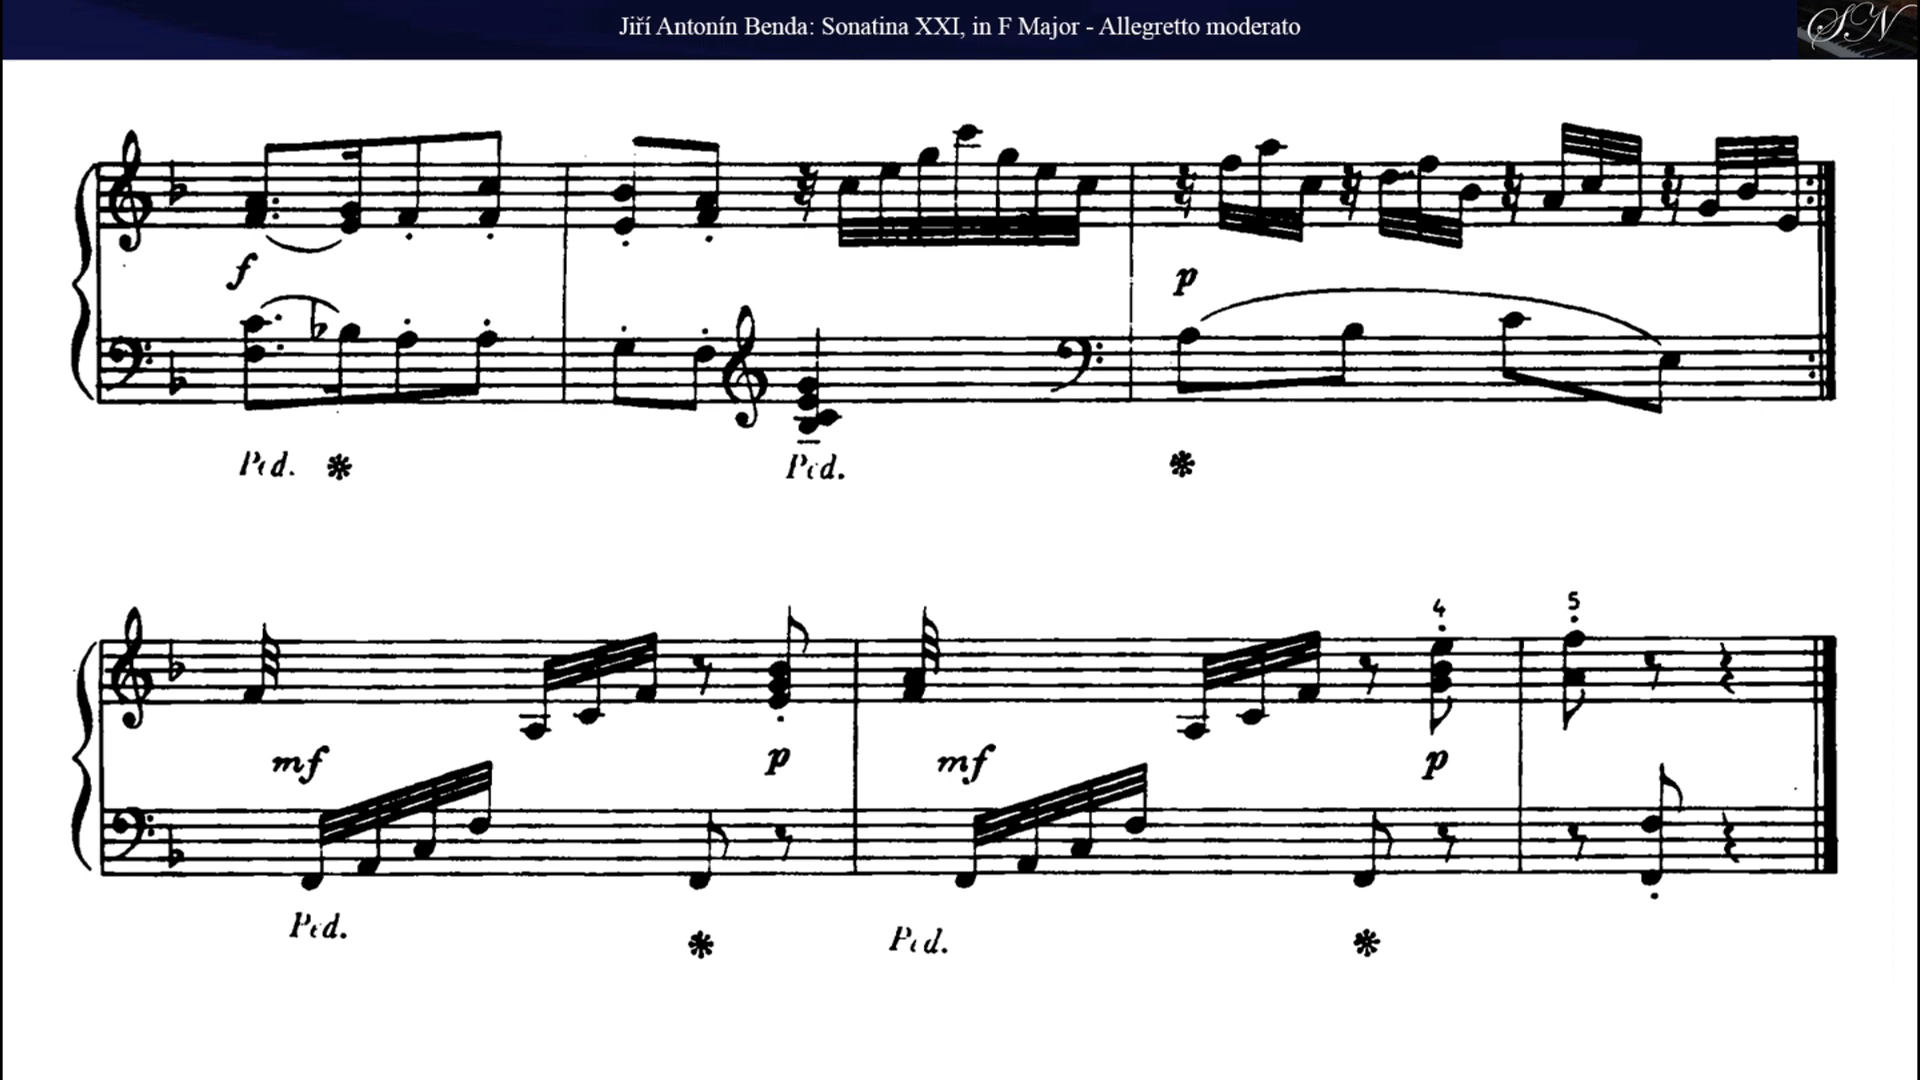 Jiří Antonín Benda: Sonatina XXI, in F Major - Allegretto moderato
SN
f
p
Ped. Ped.
4 5
mf p mf p
Ped. Ped.